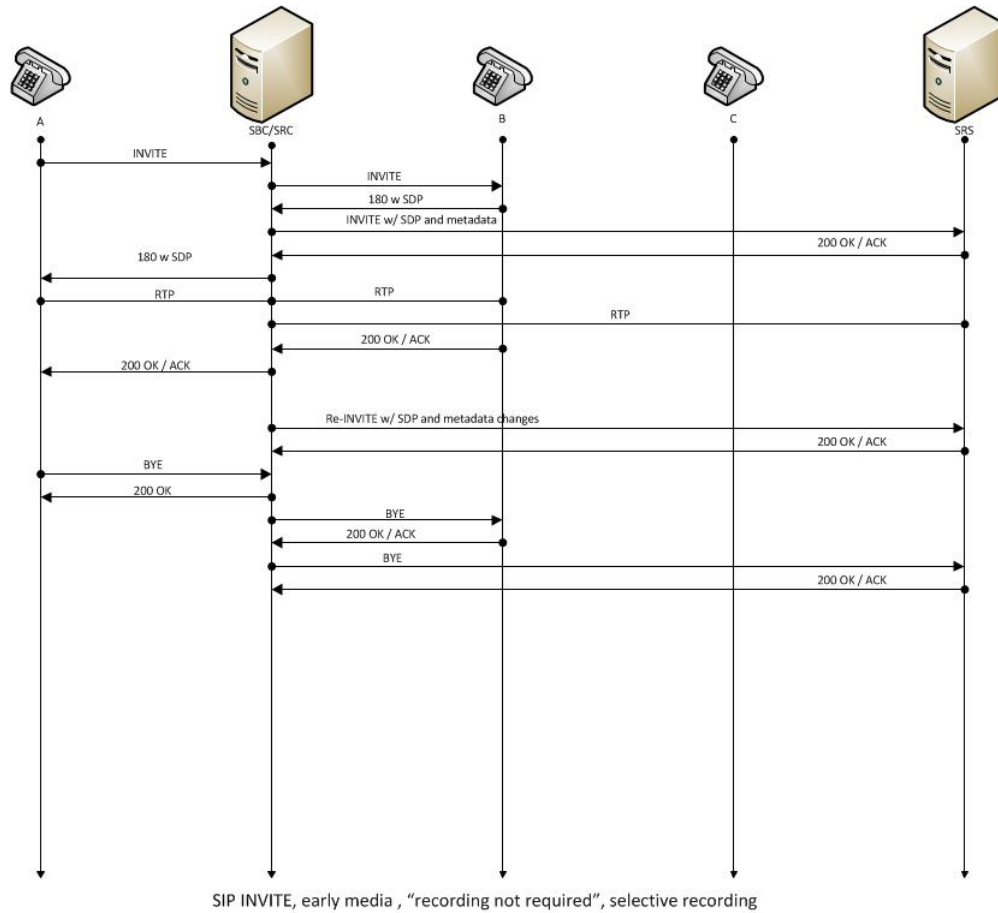 A
SBC/SRC
B
C
SRS
INVITE
INVITE
180 w SDP
INVITE w/ SDP and metadata
200 OK / ACK
180 w SDP
RTP
RTP
RTP
200 OK / ACK
200 OK / ACK
Re-INVITE w/ SDP and metadata changes
200 OK / ACK
BYE
200 OK
BYE
200 OK / ACK
BYE
200 OK / ACK
SIP INVITE, early media , “recording not required”, selective recording